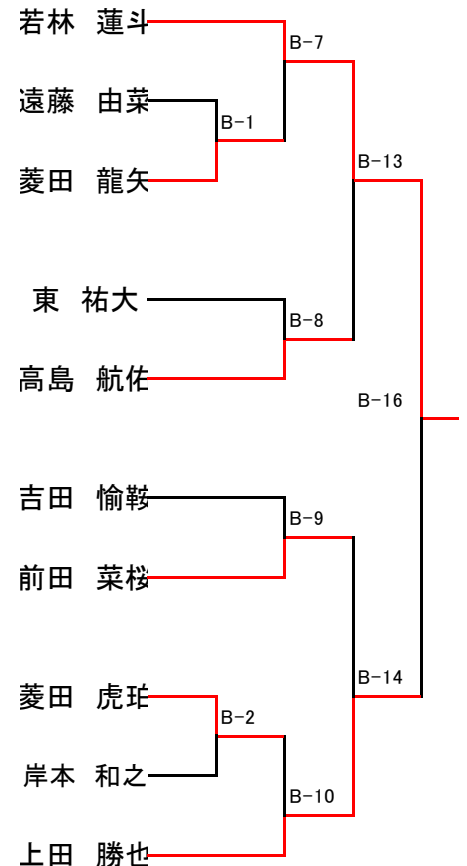 若林 蓮斗
B-7
遠藤 由菜
B-1
B-13
菱田 龍矢
東 祐大
B-8
高島 航佑
B-16
吉田 愉鞍
B-9
前田 菜桜
B-14
菱田 虎珀
B-2
岸本 和之
B-10
上田 勝也